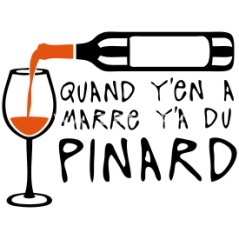 QUAND Y'EN A
MARRE Y'A DU
PINARD